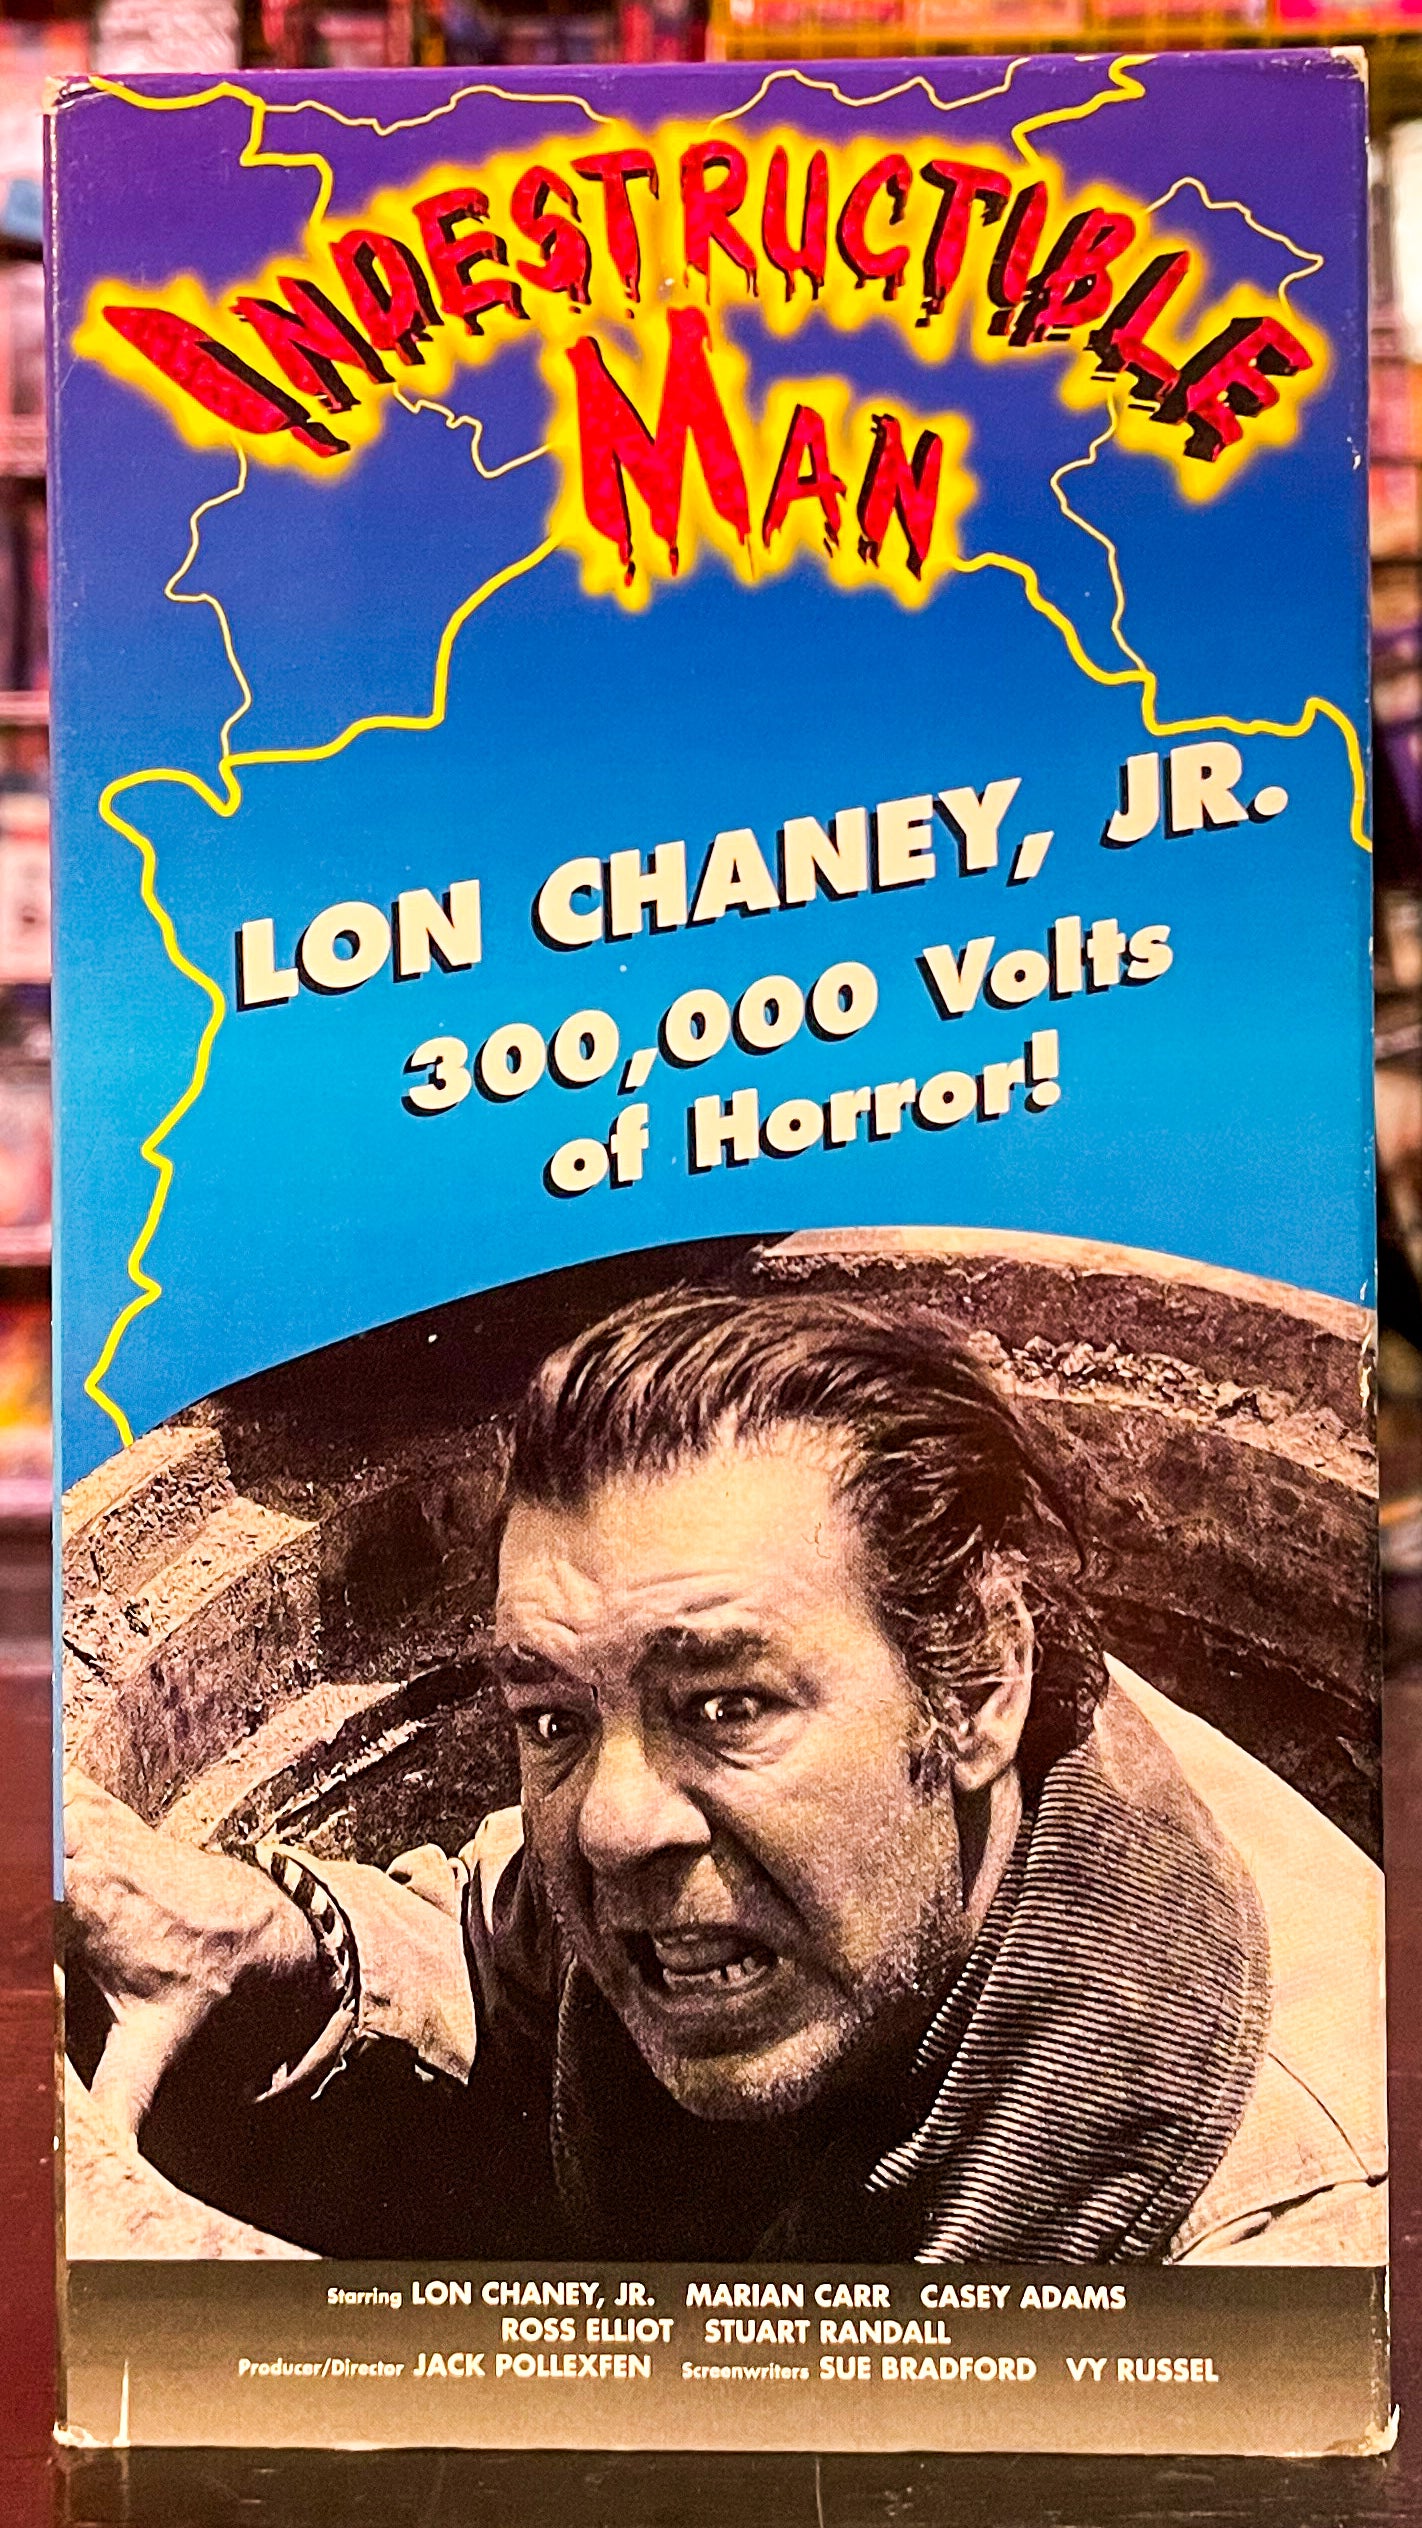 INDESTRUCTIBLE
MAN
LON CHANEY, JR.
300,000 Volts
of Horror!
Starring LON CHANEY, JR. MARIAN CARR CASEY ADAMS
ROSS ELLIOT STUART RANDALL
Producer/Director JACK POLLEXFEN Screenwriters SUE BRADFORD VY RUSSEL